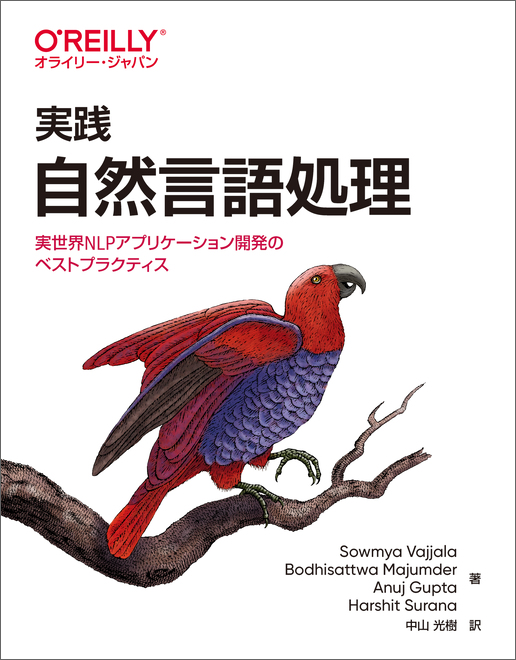 O'REILLY®
オライリー・ジャパン
実践
自然言語処理
実世界NLPアプリケーション開発の
ベストプラクティス
Sowmya Vajjala
Bodhisattwa Majumder
Anuj Gupta 著
Harshit Surana
中山 光樹 訳